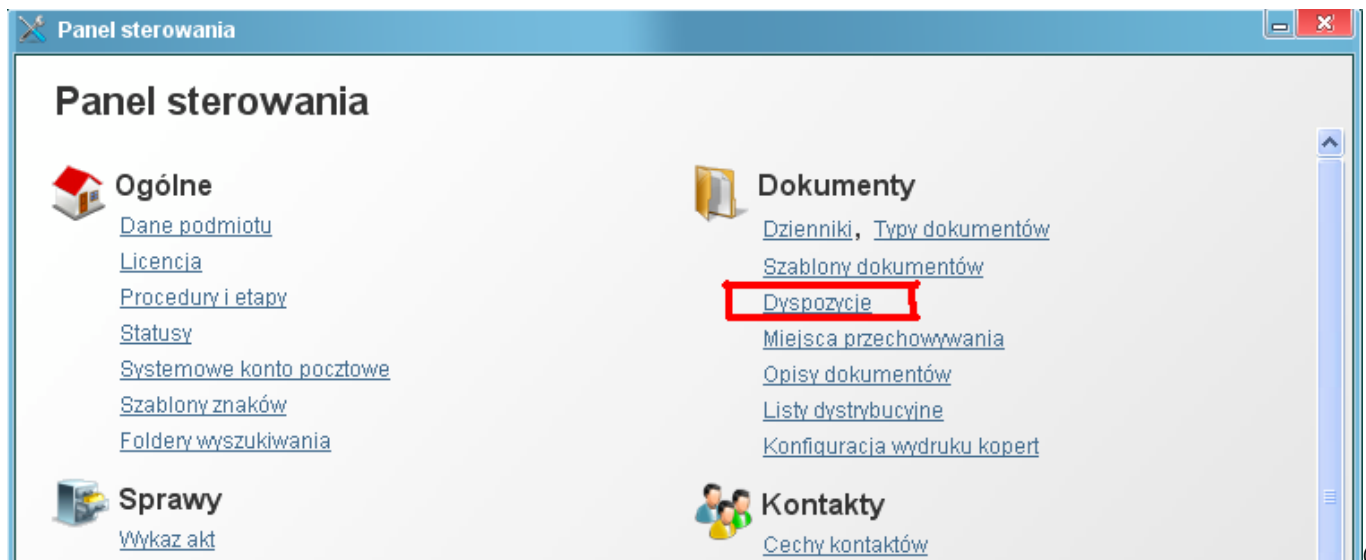 Panel sterowania
Panel sterowania
Ogólne
Dane podmiotu
Licencja
Procedury i etapy
Statusy
Systemowe konto pocztowe
Szablony znaków
Foldery wyszukiwania
Sprawy
Wykaz akt
Dokumenty
Dzienniki, Typy dokumentów
Szablony dokumentów
Dyspozycje
Miejsca przechowywania
Opisy dokumentów
Listy dystrybucyjne
Konfiguracja wydruku kopert
Kontakty
Cechy kontaktów